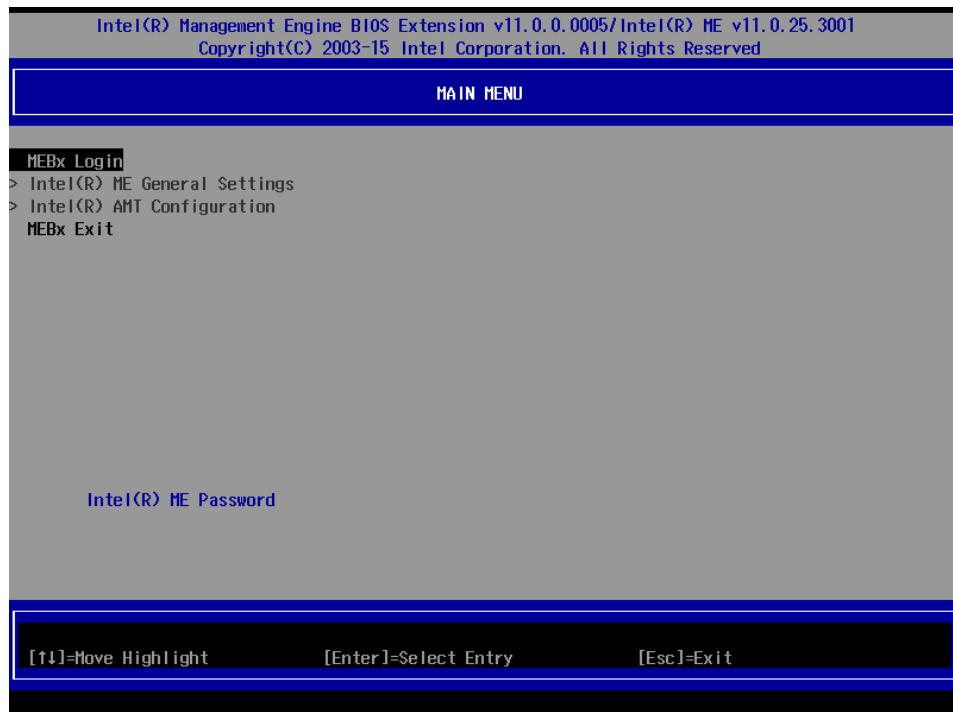 Intel(R) Management Engine BIOS Extension v11.0.0.0005/Intel(R) ME v11.0.25.3001
Copyright(C) 2003-15 Intel Corporation. All Rights Reserved
MAIN MENU
MEBx Login
> Intel(R) ME General Settings
> Intel(R) AMT Configuration
MEBx Exit
Intel(R) ME Password
[↑↓]=Move Highlight [Enter]=Select Entry [Esc]=Exit